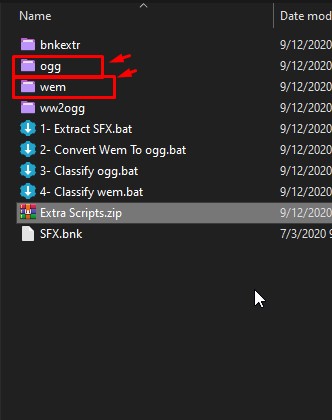 Name Date mod
bnkextr 9/12/2020
ogg 9/12/2020
wem 9/12/2020
ww2ogg 9/12/2020
1- Extract SFX.bat 9/12/2020
2- Convert Wem To ogg.bat 9/12/2020
3- Classify ogg.bat 9/12/2020
4- Classify wem.bat 9/12/2020
Extra Scripts.zip 9/12/2020
SFX.bnk 7/3/2020 9